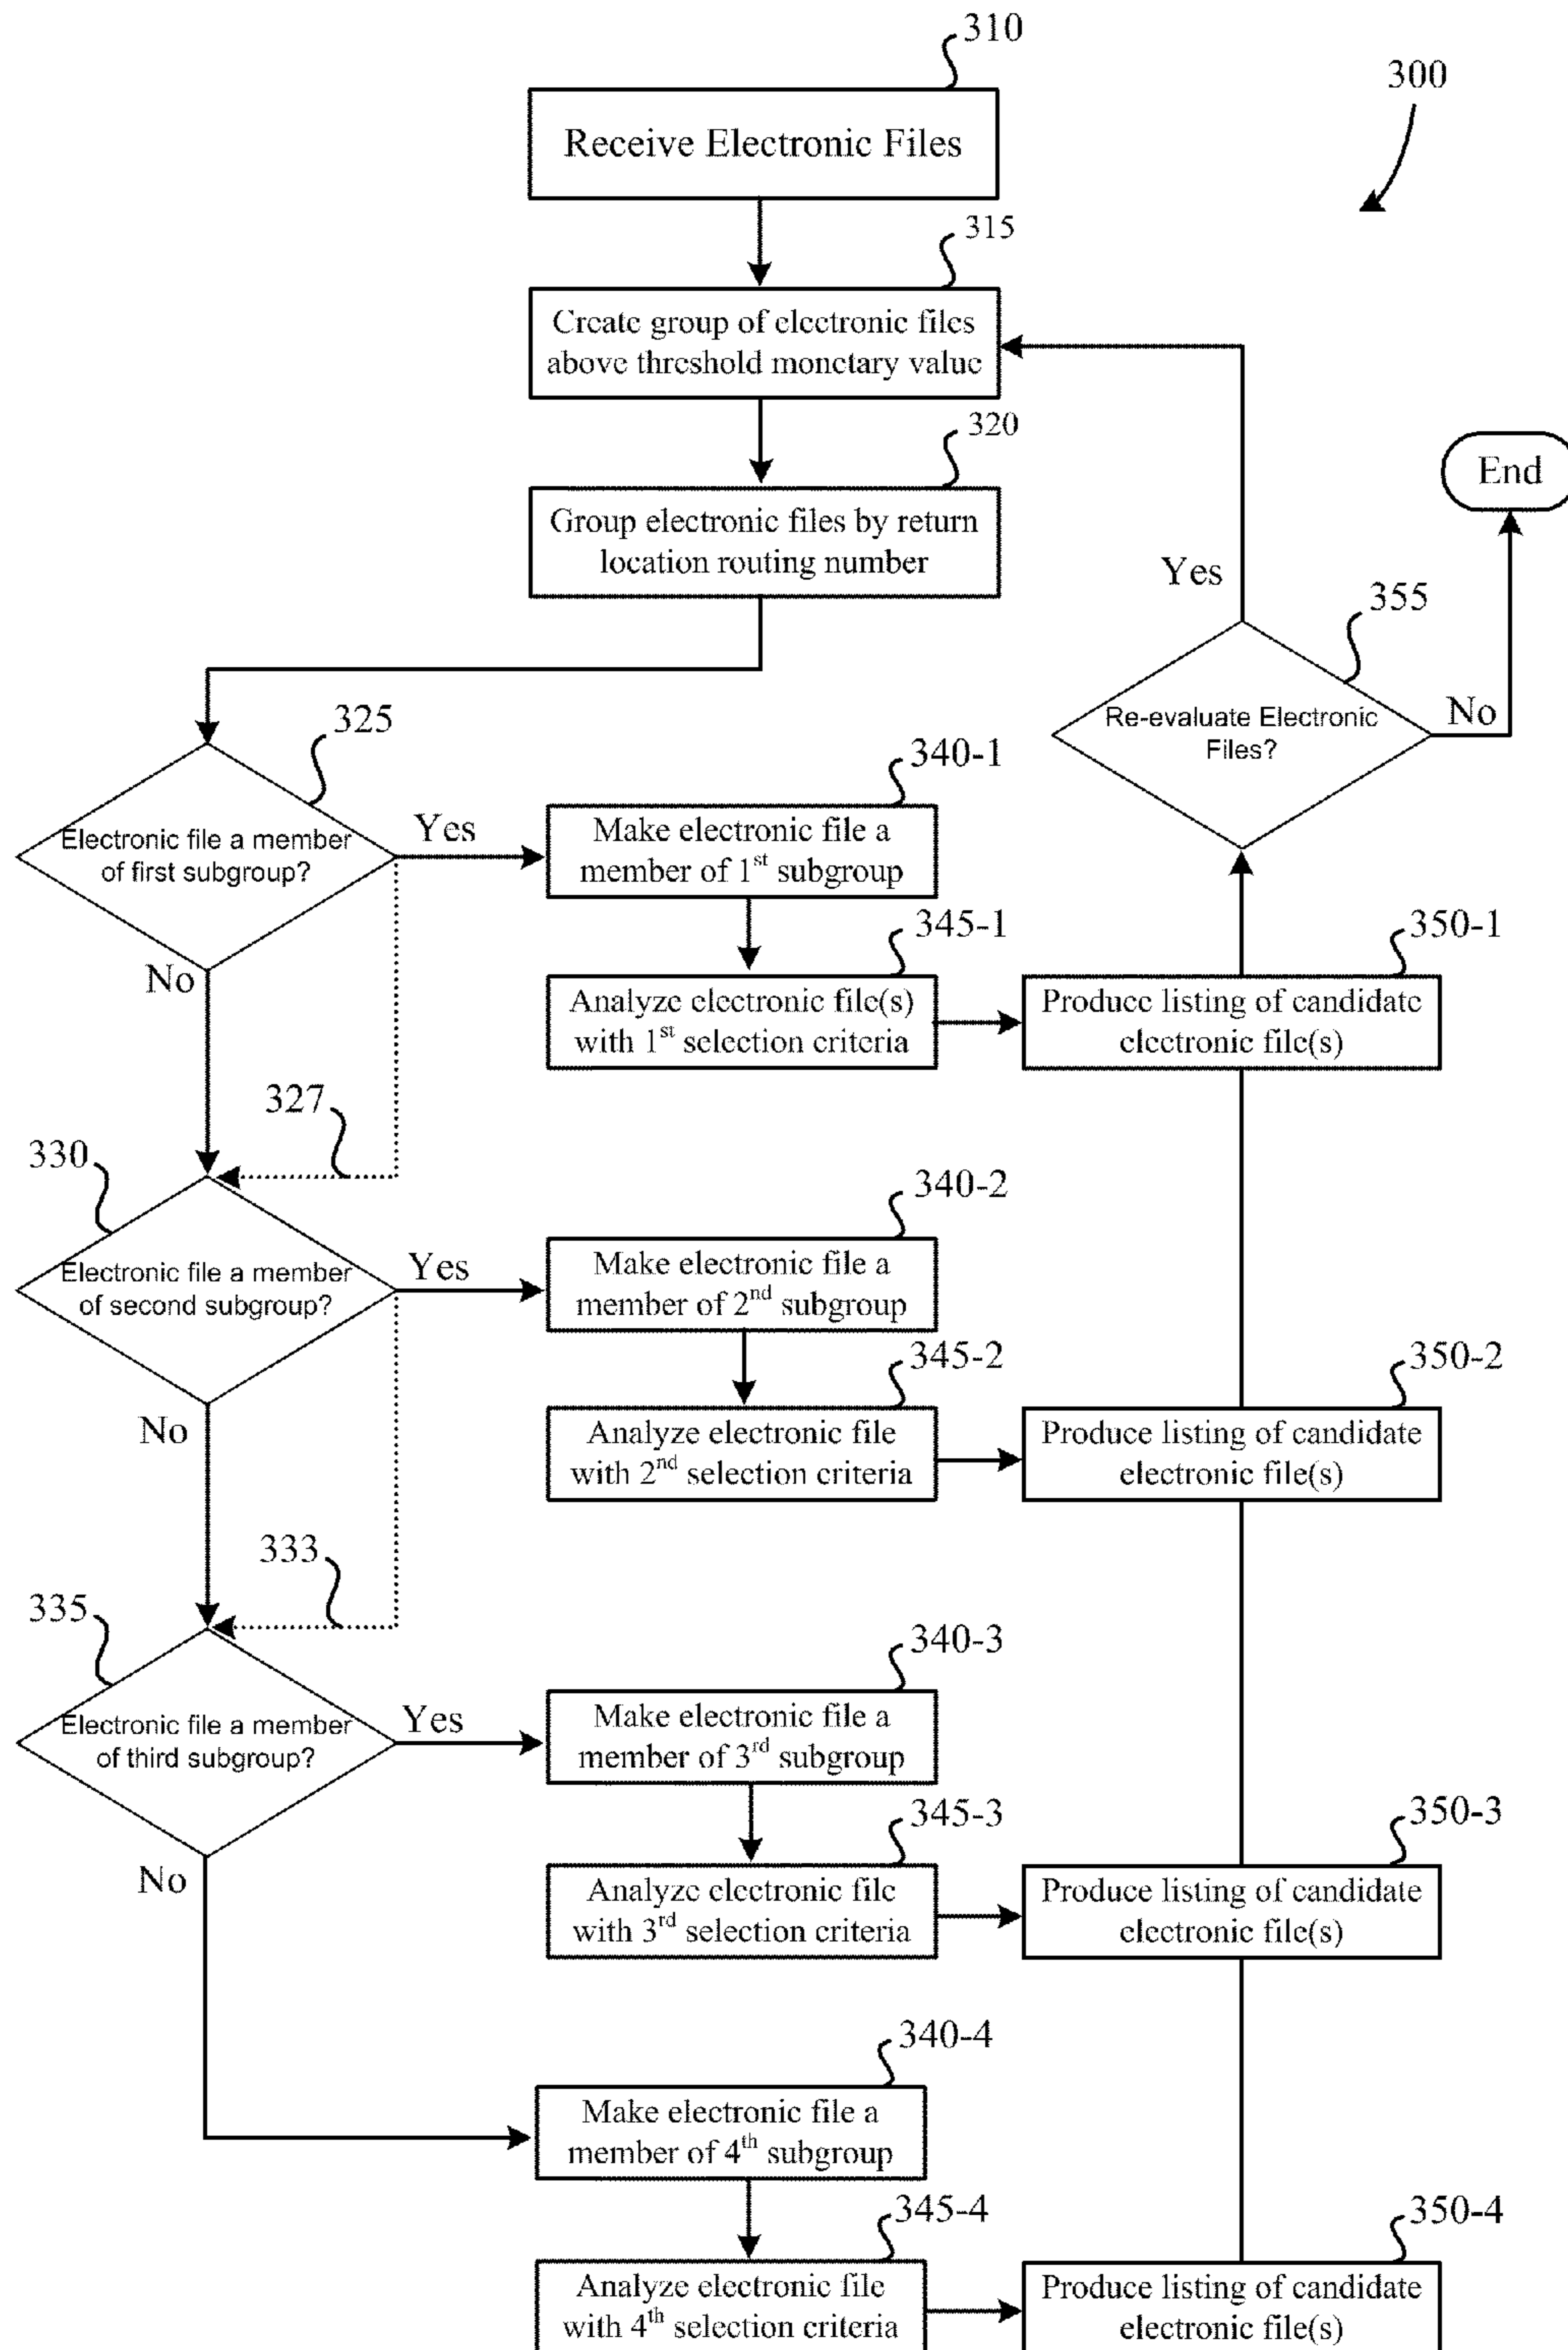 310
300
Receive Electronic Files
315
Create group of electronic files
above threshold monetary value
320
End
Group electronic files by return
location routing number
Yes
355
Re-evaluate Electronic
Files?
No
325
340-1
Electronic file a member
of first subgroup?
Yes
Make electronic file a
member of 1st subgroup
No
345-1
350-1
Analyze electronic file(s)
with 1st selection criteria
Produce listing of candidate
electronic file(s)
327
330
340-2
Electronic file a member
of second subgroup?
Yes
Make electronic file a
member of 2nd subgroup
No
345-2
350-2
Analyze electronic file
with 2nd selection criteria
Produce listing of candidate
electronic file(s)
333
335
340-3
Electronic file a member
of third subgroup?
Yes
Make electronic file a
member of 3rd subgroup
No
345-3
350-3
Analyze electronic file
with 3rd selection criteria
Produce listing of candidate
electronic file(s)
340-4
Make electronic file a
member of 4th subgroup
345-4
350-4
Analyze electronic file
with 4th selection criteria
Produce listing of candidate
electronic file(s)